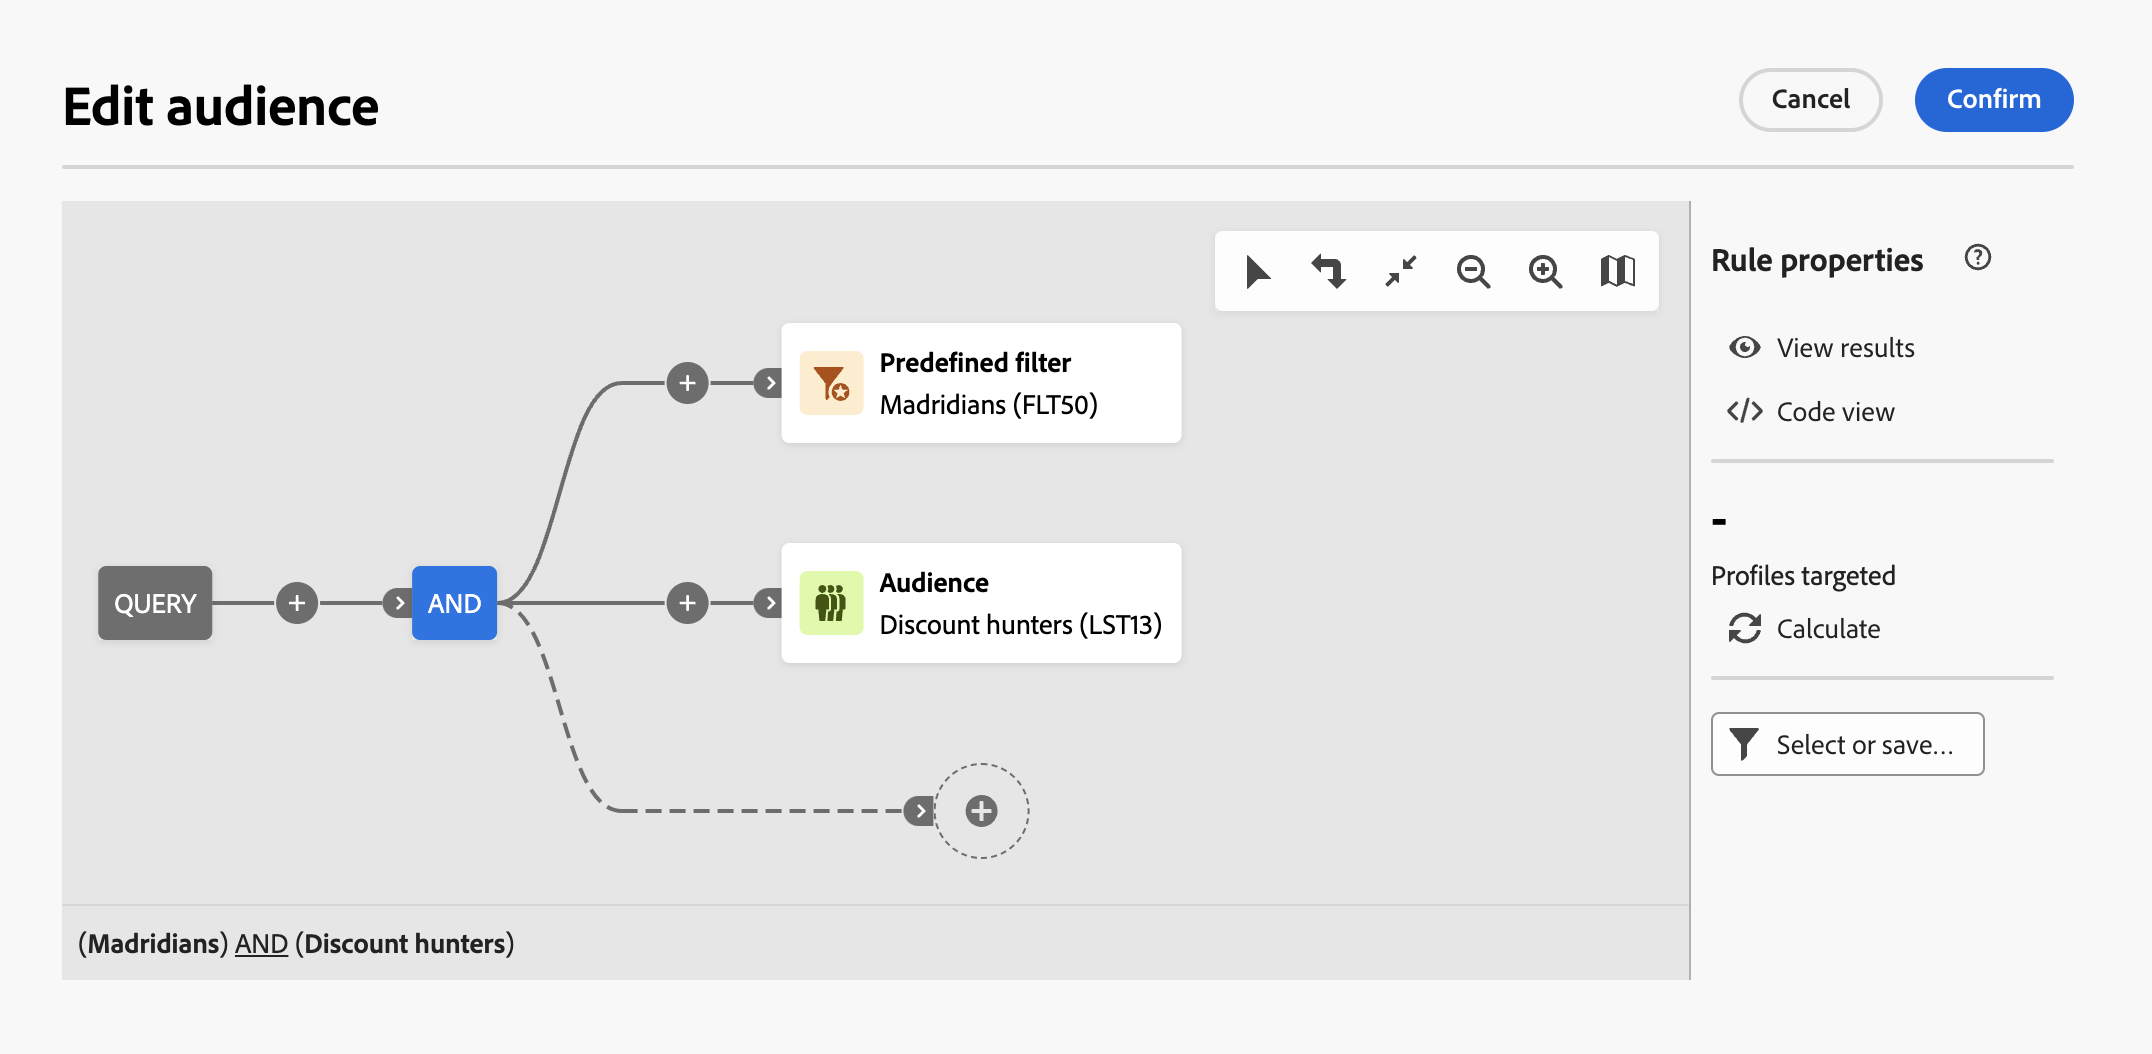 Edit audience
Cancel
Confirm
Rule properties
View results
Code view
Predefined filter
Madridians (FLT50)
QUERY
AND
Audience
Discount hunters (LST13)
-
Profiles targeted
Calculate
Select or save...
(Madridians) AND (Discount hunters)